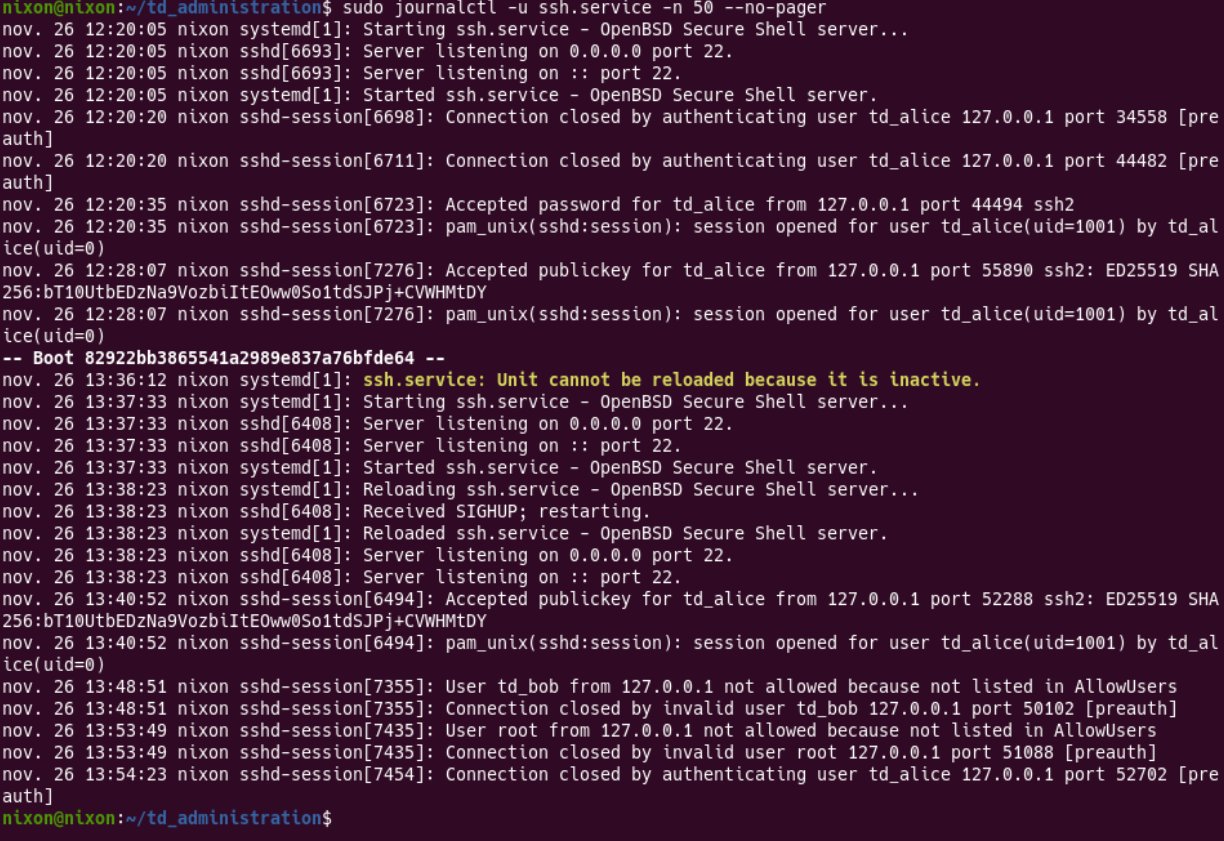 nixon@nixon:~/td_administration$ sudo journalctl -u ssh.service -n 50 --no-pager
nov. 26 12:20:05 nixon systemd[1]: Starting ssh.service - OpenBSD Secure Shell server...
nov. 26 12:20:05 nixon sshd[6693]: Server listening on 0.0.0.0 port 22.
nov. 26 12:20:05 nixon sshd[6693]: Server listening on :: port 22.
nov. 26 12:20:05 nixon systemd[1]: Started ssh.service - OpenBSD Secure Shell server.
nov. 26 12:20:20 nixon sshd-session[6698]: Connection closed by authenticating user td_alice 127.0.0.1 port 34558 [pre
auth]
nov. 26 12:20:20 nixon sshd-session[6711]: Connection closed by authenticating user td_alice 127.0.0.1 port 44482 [pre
auth]
nov. 26 12:20:35 nixon sshd-session[6723]: Accepted password for td_alice from 127.0.0.1 port 44494 ssh2
nov. 26 12:20:35 nixon sshd-session[6723]: pam_unix(sshd:session): session opened for user td_alice(uid=1001) by td_al
ice(uid=0)
nov. 26 12:28:07 nixon sshd-session[7276]: Accepted publickey for td_alice from 127.0.0.1 port 55890 ssh2: ED25519 SHA
256:bT10UtbEDzNa9VozbiItEOww0So1tdSJPj+CVWHMtDY
nov. 26 12:28:07 nixon sshd-session[7276]: pam_unix(sshd:session): session opened for user td_alice(uid=1001) by td_al
ice(uid=0)
-- Boot 82922bb3865541a2989e837a76bfde64 --
nov. 26 13:36:12 nixon systemd[1]: ssh.service: Unit cannot be reloaded because it is inactive.
nov. 26 13:37:33 nixon systemd[1]: Starting ssh.service - OpenBSD Secure Shell server...
nov. 26 13:37:33 nixon sshd[6408]: Server listening on 0.0.0.0 port 22.
nov. 26 13:37:33 nixon sshd[6408]: Server listening on :: port 22.
nov. 26 13:37:33 nixon systemd[1]: Started ssh.service - OpenBSD Secure Shell server.
nov. 26 13:38:23 nixon systemd[1]: Reloading ssh.service - OpenBSD Secure Shell server...
nov. 26 13:38:23 nixon sshd[6408]: Received SIGHUP; restarting.
nov. 26 13:38:23 nixon systemd[1]: Reloaded ssh.service - OpenBSD Secure Shell server.
nov. 26 13:38:23 nixon sshd[6408]: Server listening on 0.0.0.0 port 22.
nov. 26 13:38:23 nixon sshd[6408]: Server listening on :: port 22.
nov. 26 13:40:52 nixon sshd-session[6494]: Accepted publickey for td_alice from 127.0.0.1 port 52288 ssh2: ED25519 SHA
256:bT10UtbEDzNa9VozbiItEOww0So1tdSJPj+CVWHMtDY
nov. 26 13:40:52 nixon sshd-session[6494]: pam_unix(sshd:session): session opened for user td_alice(uid=1001) by td_al
ice(uid=0)
nov. 26 13:48:51 nixon sshd-session[7355]: User td_bob from 127.0.0.1 not allowed because not listed in AllowUsers
nov. 26 13:48:51 nixon sshd-session[7355]: Connection closed by invalid user td_bob 127.0.0.1 port 50102 [preauth]
nov. 26 13:53:49 nixon sshd-session[7435]: User root from 127.0.0.1 not allowed because not listed in AllowUsers
nov. 26 13:53:49 nixon sshd-session[7435]: Connection closed by invalid user root 127.0.0.1 port 51088 [preauth]
nov. 26 13:54:23 nixon sshd-session[7454]: Connection closed by authenticating user td_alice 127.0.0.1 port 52702 [pre
auth]
nixon@nixon:~/td_administration$